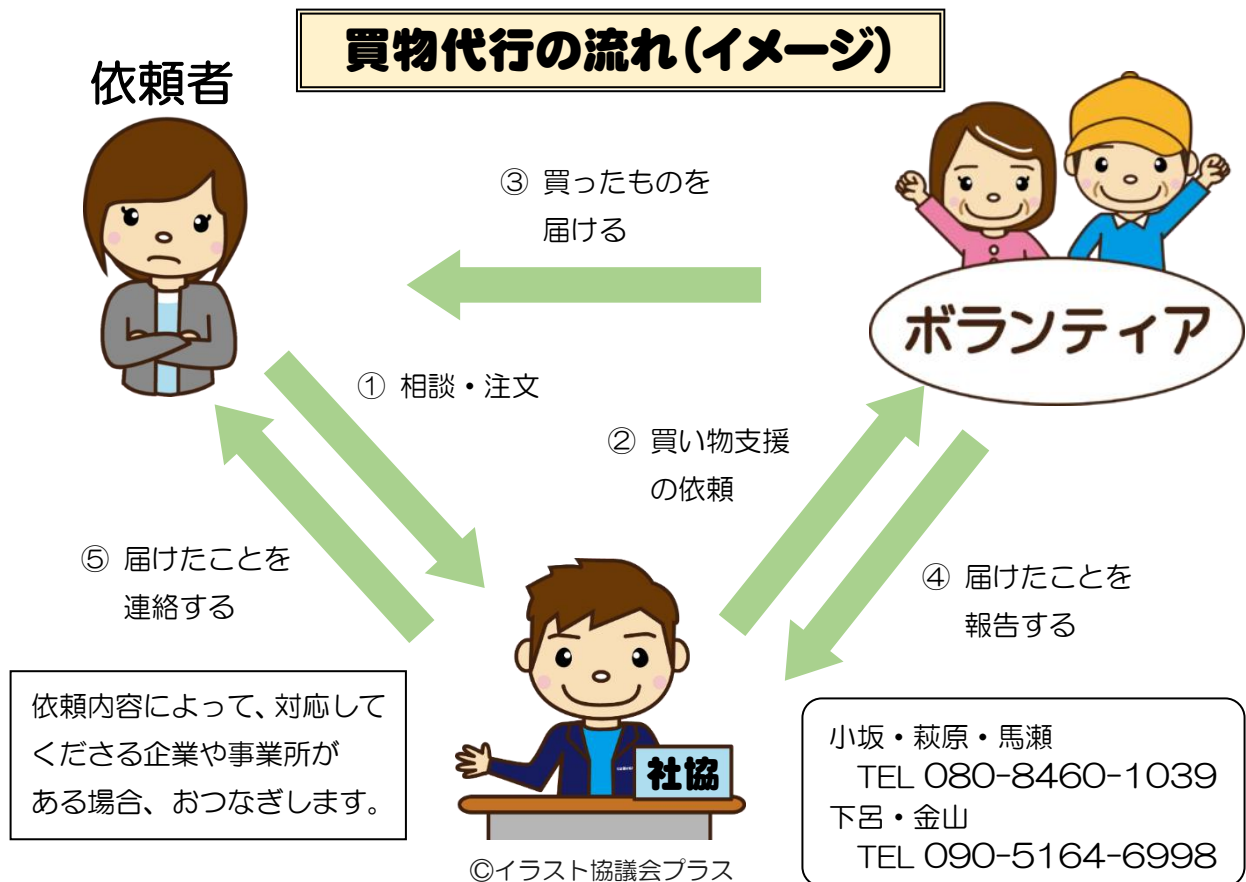 買物代行の流れ(イメージ)
依頼者
③ 買ったものを
届ける
ボランティア
① 相談・注文
② 買い物支援
の依頼
⑤ 届けたことを
連絡する
④ 届けたことを
報告する
依頼内容によって、対応して
くださる企業や事業所が
ある場合、おつなぎします。
社協
小坂・萩原・馬瀬
TEL 080-8460-1039
下呂・金山
TEL 090-5164-6998
©イラスト協議会プラス